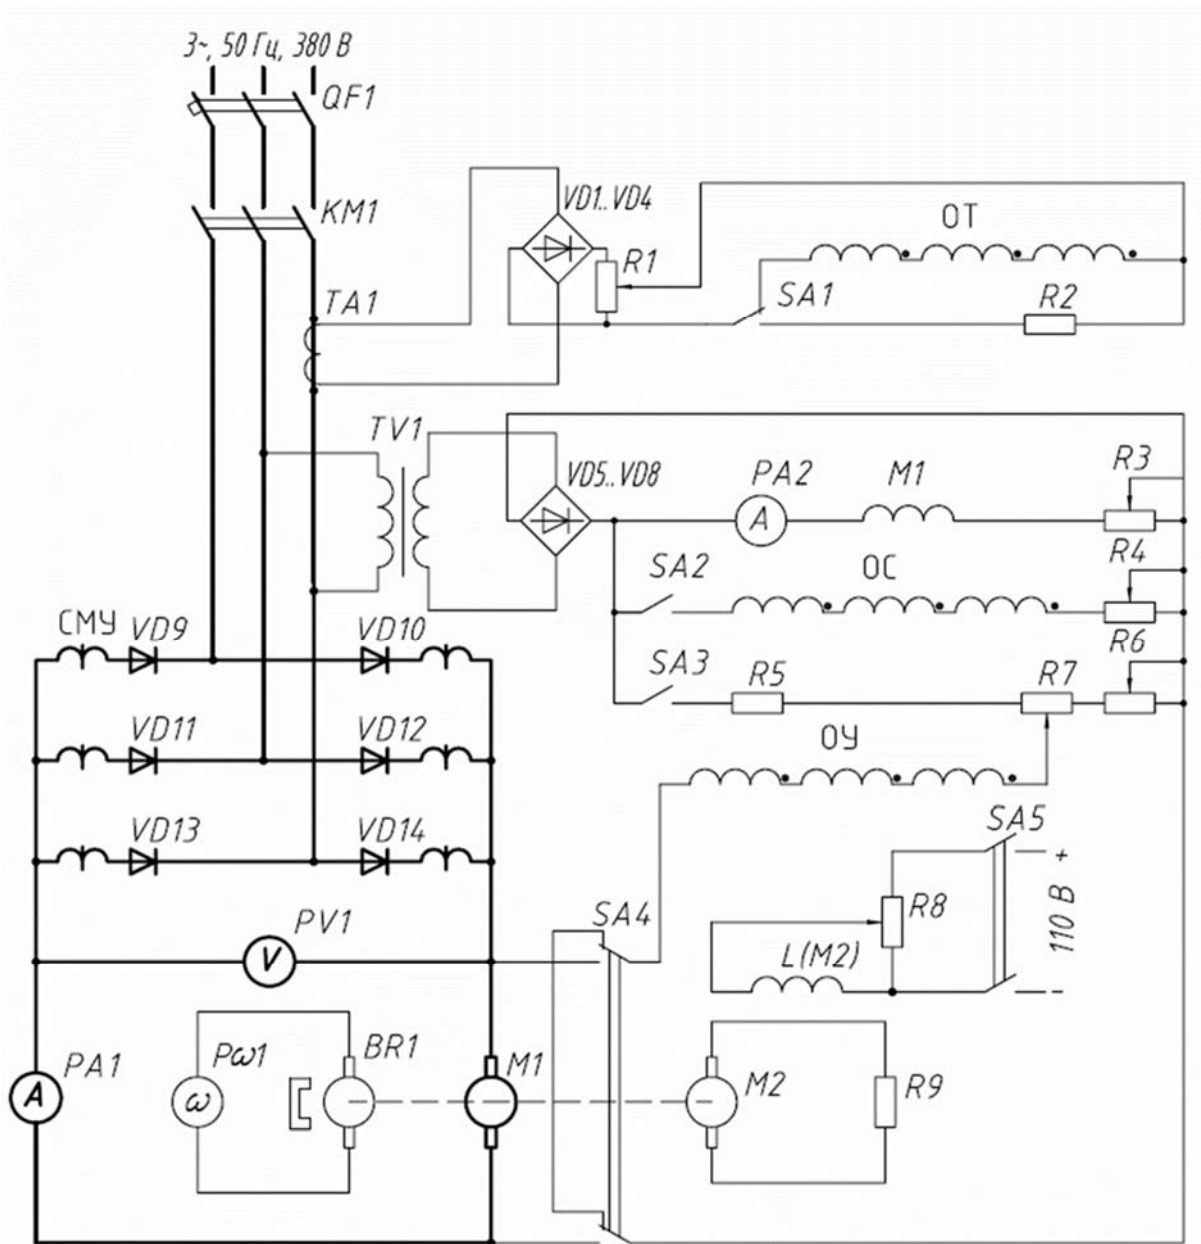 3~, 50 Гц, 380 В
QF1
KM1
TA1
VD1..VD4
R1
ОТ
SA1
R2
TV1
VD5..VD8
PA2
A
M1
R3
R4
SA2
ОС
R6
SA3
R5
R7
ОУ
СМУ
VD9
VD10
VD11
VD12
VD13
VD14
PV1
V
SA4
SA5
+
110 В
–
R8
L(M2)
PA1
A
Pω1
ω
BR1
M1
M2
R9